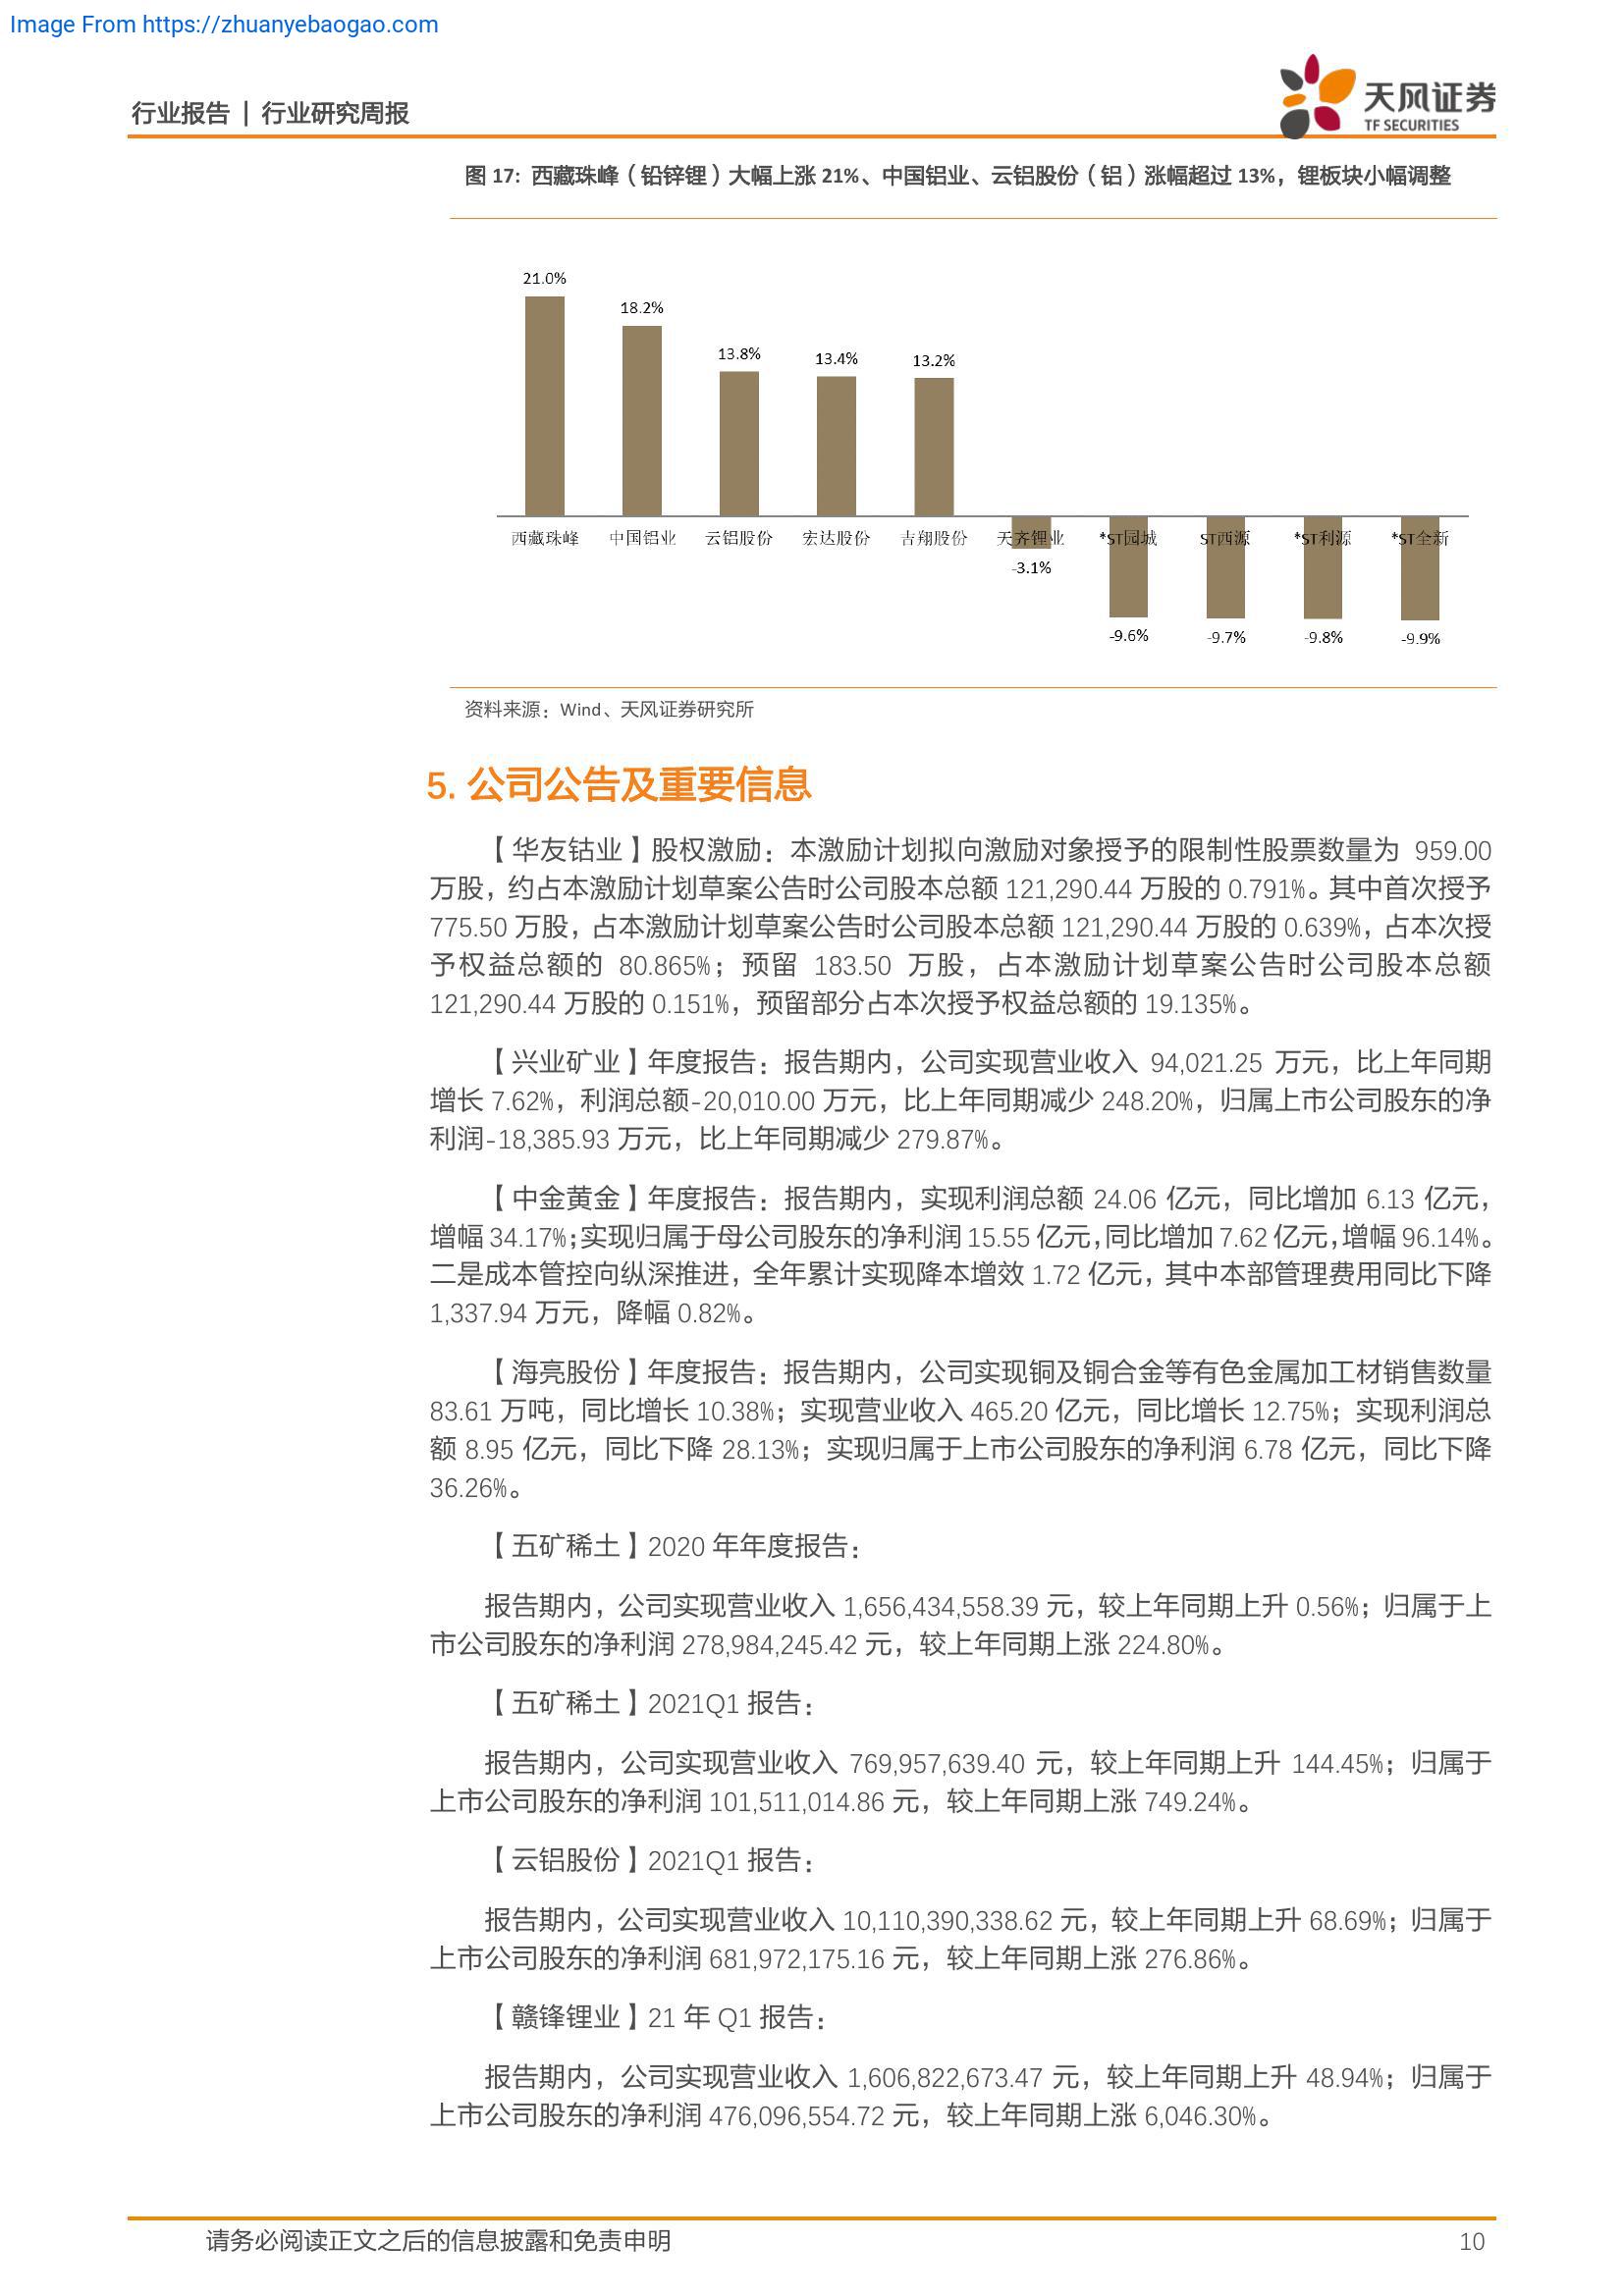 Image From https://zhuanyebaogao.com
行业报告 | 行业研究周报
天风证券
TF SECURITIES
图 17：西藏珠峰（铅锌锂）大幅上涨 21%、中国铝业、云铝股份（铝）涨幅超过 13%，锂板块小幅调整
21.0%
18.2%
13.8%
13.4%
13.2%
西藏珠峰 中国铝业 云铝股份 宏达股份 吉翔股份 天齐锂业 *ST园城 ST西源 *ST利源 *ST全新
-3.1%
-9.6%
-9.7%
-9.8%
-9.9%
资料来源：Wind、天风证券研究所
5. 公司公告及重要信息
【华友钴业】股权激励：本激励计划拟向激励对象授予的限制性股票数量为 959.00
万股，约占本激励计划草案公告时公司股本总额 121,290.44 万股的 0.791%。其中首次授予
775.50 万股，占本激励计划草案公告时公司股本总额 121,290.44 万股的 0.639%，占本次授
予权益总额的 80.865%；预留 183.50 万股，占本激励计划草案公告时公司股本总额
121,290.44 万股的 0.151%，预留部分占本次授予权益总额的 19.135%。
【兴业矿业】年度报告：报告期内，公司实现营业收入 94,021.25 万元，比上年同期
增长 7.62%，利润总额-20,010.00 万元，比上年同期减少 248.20%，归属上市公司股东的净
利润-18,385.93 万元，比上年同期减少 279.87%。
【中金黄金】年度报告：报告期内，实现利润总额 24.06 亿元，同比增加 6.13 亿元，
增幅 34.17%；实现归属于母公司股东的净利润 15.55 亿元，同比增加 7.62 亿元，增幅 96.14%。
二是成本管控向纵深推进，全年累计实现降本增效 1.72 亿元，其中本部管理费用同比下降
1,337.94 万元，降幅 0.82%。
【海亮股份】年度报告：报告期内，公司实现铜及铜合金等有色金属加工材销售数量
83.61 万吨，同比增长 10.38%；实现营业收入 465.20 亿元，同比增长 12.75%；实现利润总
额 8.95 亿元，同比下降 28.13%；实现归属于上市公司股东的净利润 6.78 亿元，同比下降
36.26%。
【五矿稀土】2020 年年度报告：
报告期内，公司实现营业收入 1,656,434,558.39 元，较上年同期上升 0.56%；归属于上
市公司股东的净利润 278,984,245.42 元，较上年同期上涨 224.80%。
【五矿稀土】2021Q1 报告：
报告期内，公司实现营业收入 769,957,639.40 元，较上年同期上升 144.45%；归属于
上市公司股东的净利润 101,511,014.86 元，较上年同期上涨 749.24%。
【云铝股份】2021Q1 报告：
报告期内，公司实现营业收入 10,110,390,338.62 元，较上年同期上升 68.69%；归属于
上市公司股东的净利润 681,972,175.16 元，较上年同期上涨 276.86%。
【赣锋锂业】21 年 Q1 报告：
报告期内，公司实现营业收入 1,606,822,673.47 元，较上年同期上升 48.94%；归属于
上市公司股东的净利润 476,096,554.72 元，较上年同期上涨 6,046.30%。
请务必阅读正文之后的信息披露和免责申明 10